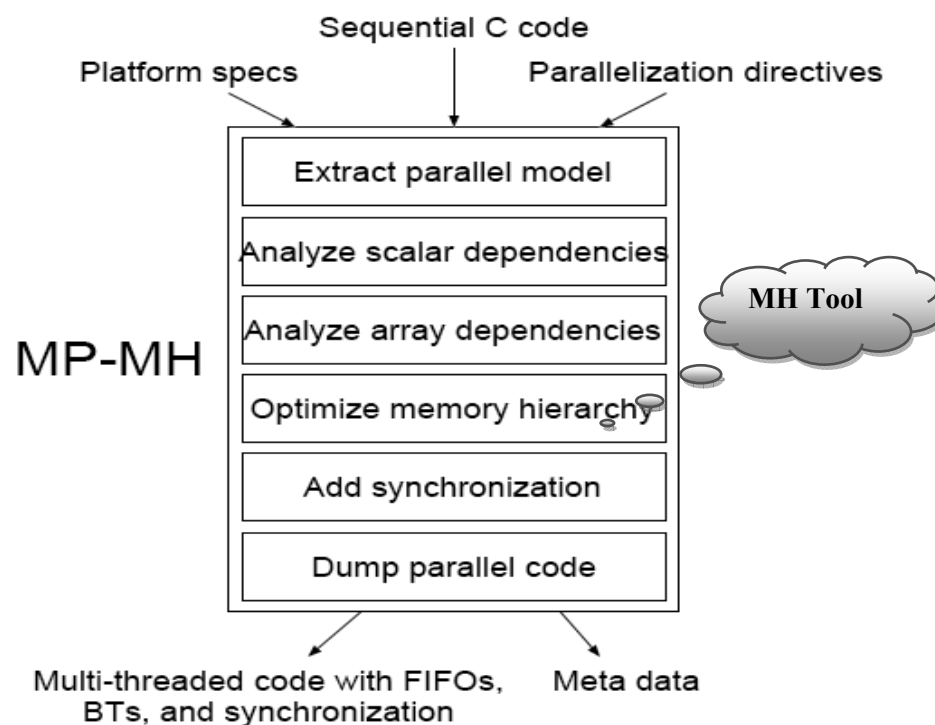 Sequential C code
Platform specs
Parallelization directives
Extract parallel model
Analyze scalar dependencies
MH Tool
Analyze array dependencies
MP-MH
Optimize memory hierarchy
Add synchronization
Dump parallel code
Multi-threaded code with FIFOs,
BTs, and synchronization
Meta data